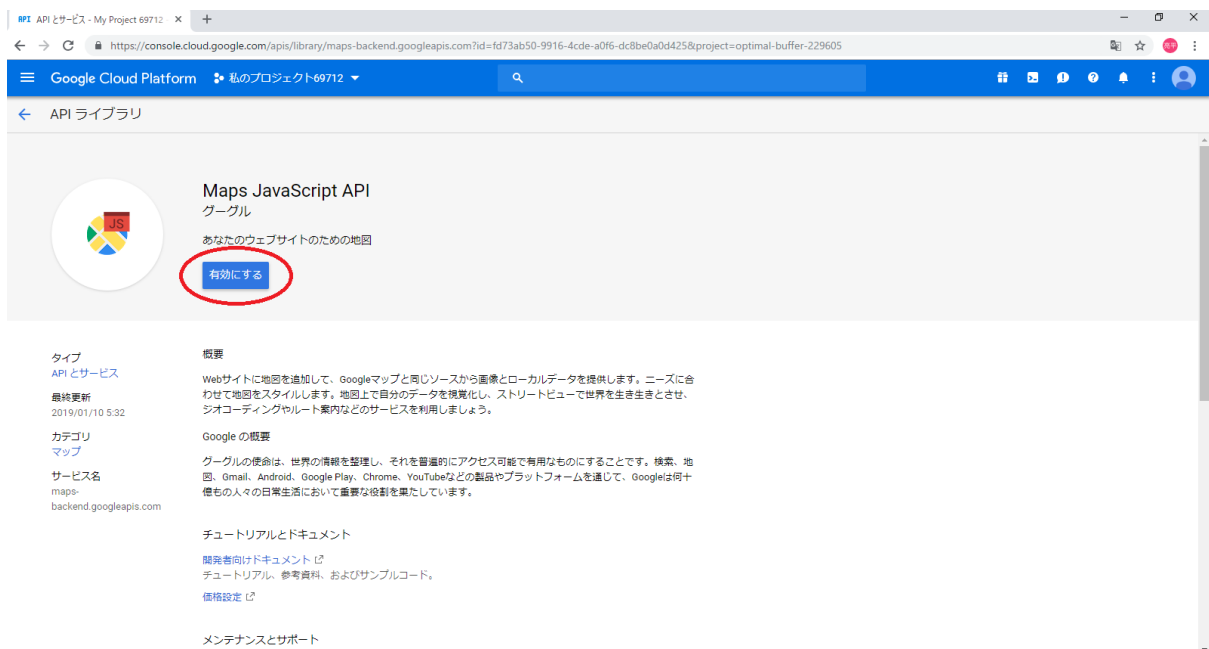 API API とサービス - My Project 69712
https://console.cloud.google.com/apis/library/maps-backend.googleapis.com?id=fd73ab50-9916-4cde-a0f6-dc8be0a0d425&project=optimal-buffer-229605
Google Cloud Platform 私のプロジェクト69712
API ライブラリ
Maps JavaScript API
グーグル
JS
あなたのウェブサイトのための地図
有効にする
タイプ
API とサービス
最終更新
2019/01/10 5:32
カテゴリ
マップ
サービス名
maps-
backend.googleapis.com
概要
Webサイトに地図を追加して、Googleマップと同じソースから画像とローカルデータを提供します。ニーズに合
わせて地図をスタイルします。地図上で自分のデータを視覚化し、ストリートビューで世界を生き生きとさせ、
ジオコーディングやルート案内などのサービスを利用しましょう。
Google の概要
グーグルの使命は、世界の情報を整理し、それを普遍的にアクセス可能で有用なものにすることです。検索、地
図、Gmail、Android、Google Play、Chrome、YouTubeなどの製品やプラットフォームを通じて、Googleは何十
億もの人々の日常生活において重要な役割を果たしています。
チュートリアルとドキュメント
開発者向けドキュメント
チュートリアル、参考資料、およびサンプルコード。
価格設定
メンテナンスとサポート